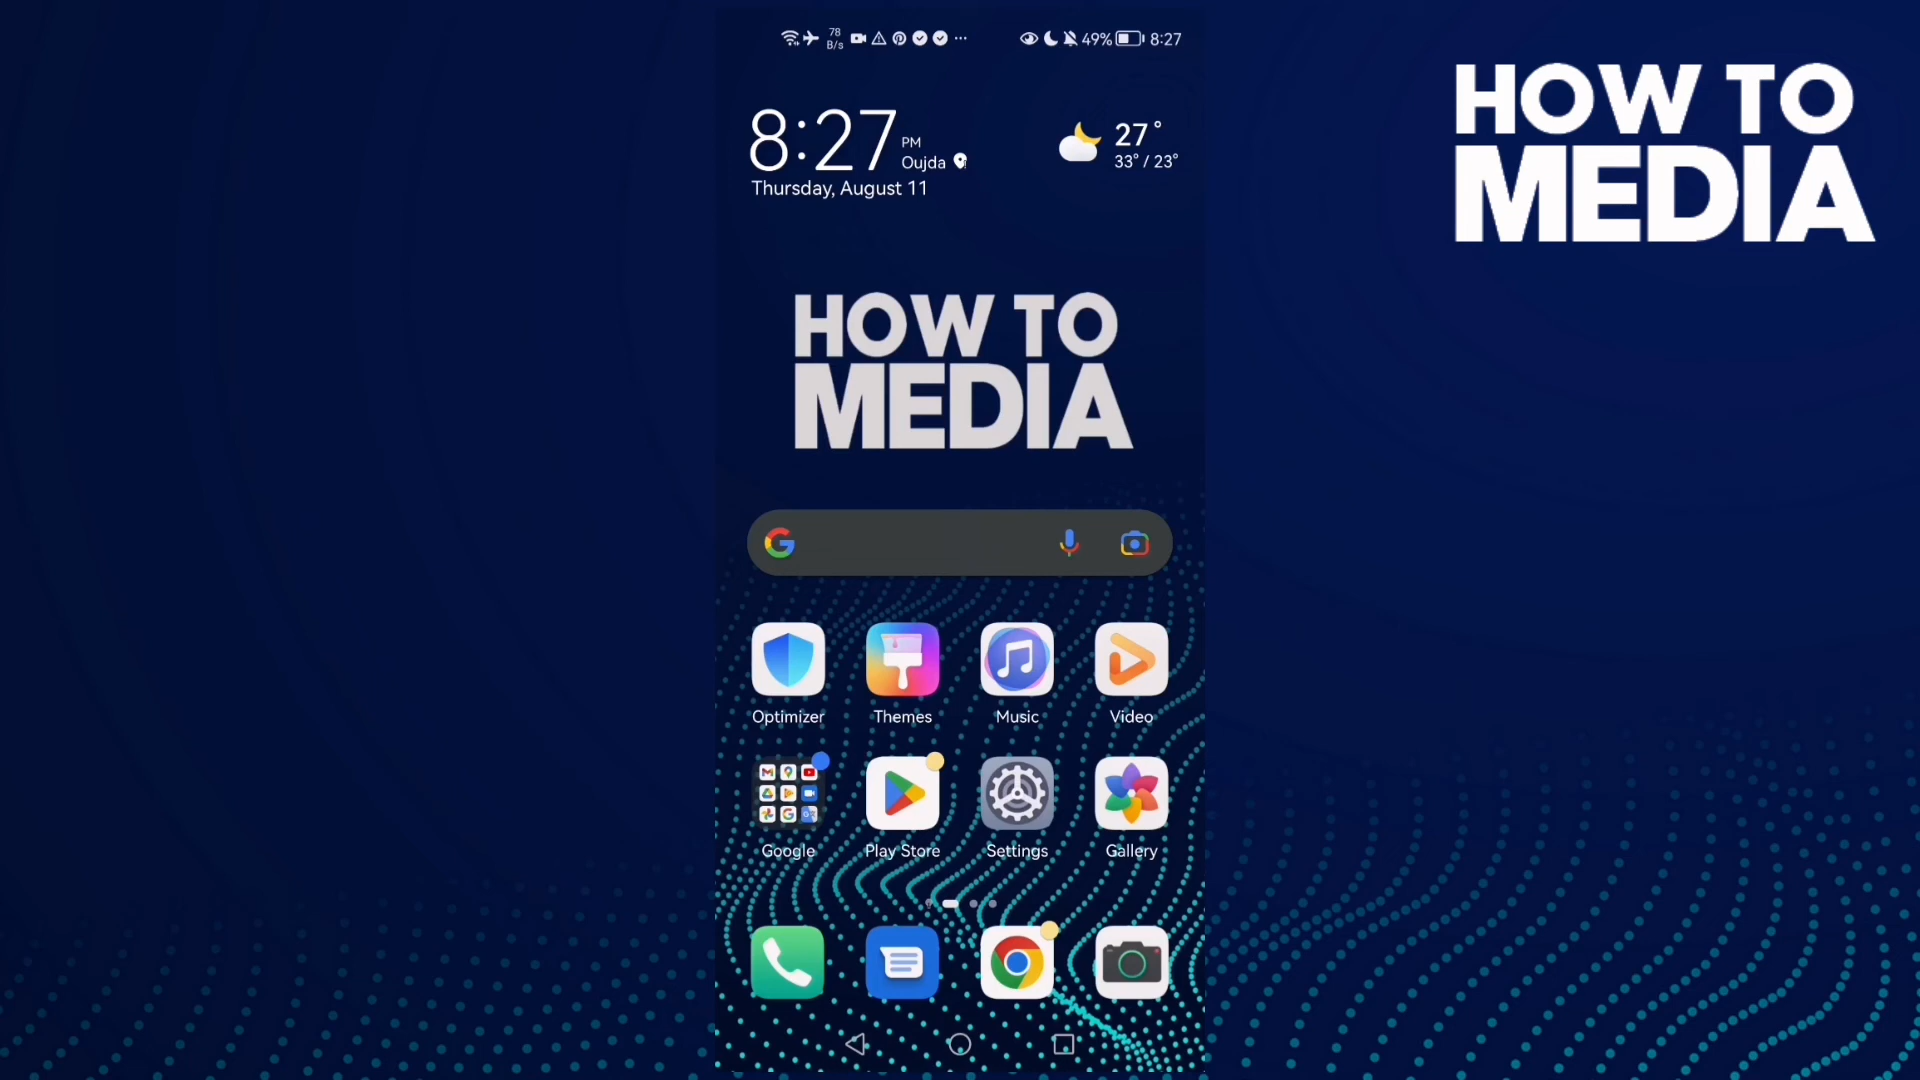 78
B/s
49%
8:27
HOW TO
MEDIA
8:27
PM
Oujda
Thursday, August 11
27°
33° / 23°
HOW TO
MEDIA
Optimizer
Themes
Music
Video
Google
Play Store
Settings
Gallery